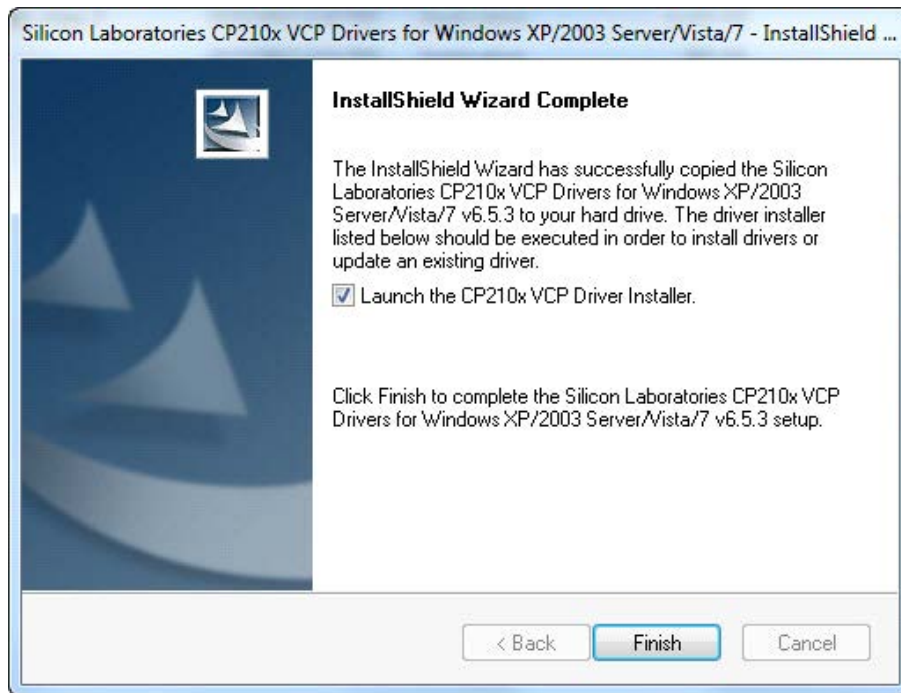 Silicon Laboratories CP210x VCP Drivers for Windows XP/2003 Server/Vista/7 - InstallShield ...
InstallShield Wizard Complete
The InstallShield Wizard has successfully copied the Silicon
Laboratories CP210x VCP Drivers for Windows XP/2003
Server/Vista/7 v6.5.3 to your hard drive. The driver installer
listed below should be executed in order to install drivers or
update an existing driver.
Launch the CP210x VCP Driver Installer.
Click Finish to complete the Silicon Laboratories CP210x VCP
Drivers for Windows XP/2003 Server/Vista/7 v6.5.3 setup.
< Back Finish Cancel